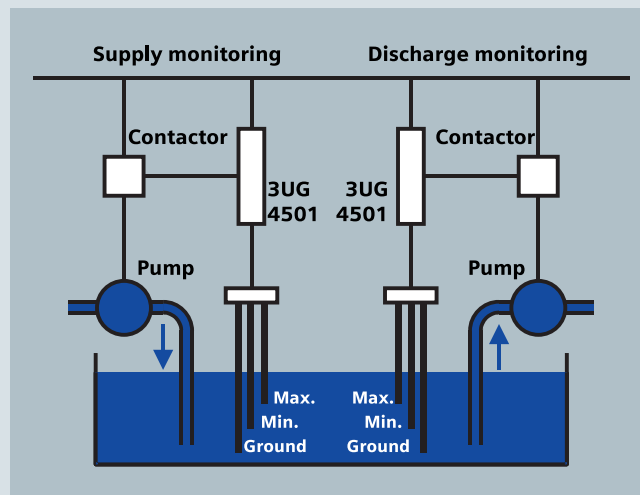 Supply monitoring
Discharge monitoring
Contactor
Contactor
3UG
4501
3UG
4501
Pump
Pump
Max.
Min.
Ground
Max.
Min.
Ground